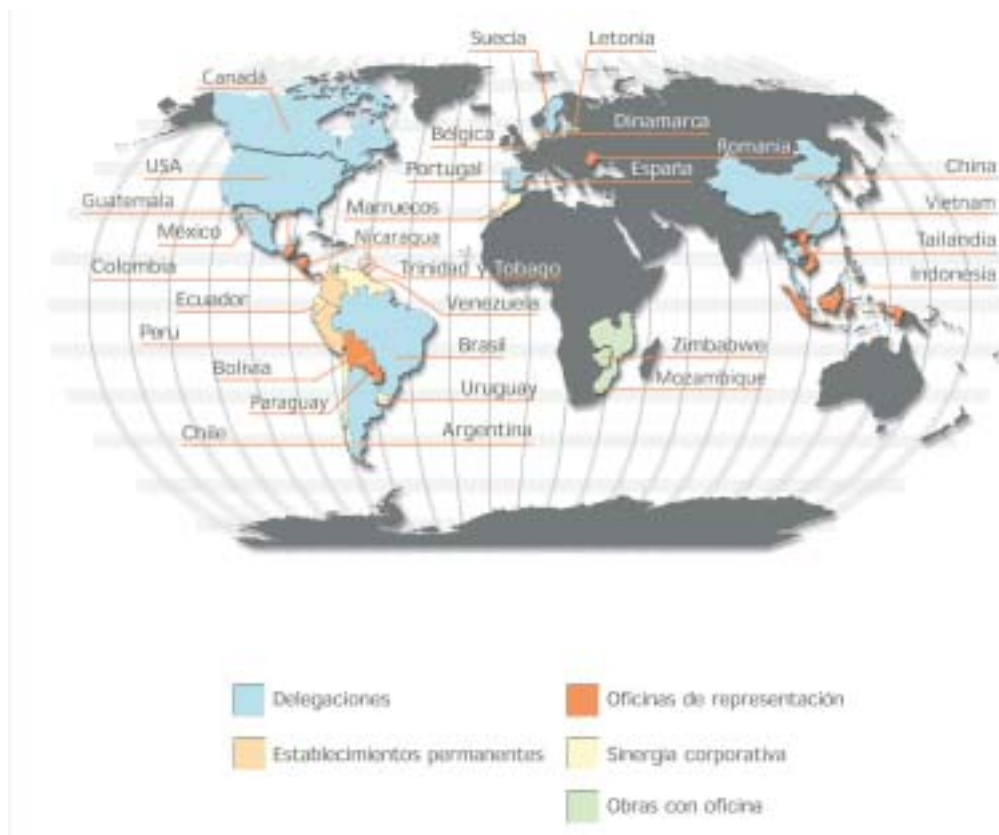 Suecia
Letonia
Canadá
Bélgica
Dinamarca
Romania
USA
Portugal
España
China
Guatemala
Marruecos
Vietnam
México
Nicaragua
Tailandia
Colombia
Trinidad y Tobago
Indonesia
Ecuador
Venezuela
Peru
Brasil
Zimbabwe
Bolivia
Uruguay
Mozambique
Paraguay
Chile
Argentina
Delegaciones
Oficinas de representación
Establecimientos permanentes
Sinergia corporativa
Obras con oficina